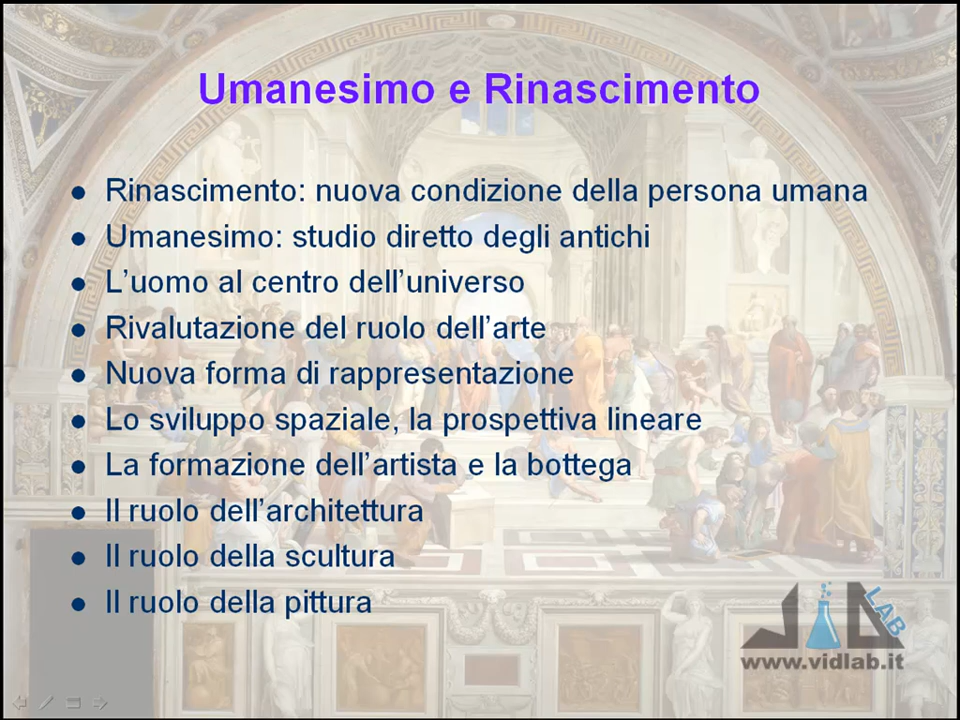 Umanesimo e Rinascimento
● Rinascimento: nuova condizione della persona umana
● Umanesimo: studio diretto degli antichi
● L’uomo al centro dell’universo
● Rivalutazione del ruolo dell’arte
● Nuova forma di rappresentazione
● Lo sviluppo spaziale, la prospettiva lineare
● La formazione dell’artista e la bottega
● Il ruolo dell’architettura
● Il ruolo della scultura
● Il ruolo della pittura
LAB
www.vidlab.it